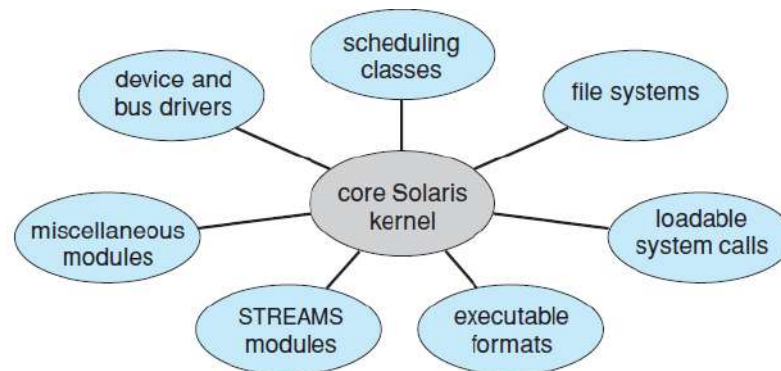 scheduling
classes
device and
bus drivers
file systems
core Solaris
kernel
miscellaneous
modules
loadable
system calls
STREAMS
modules
executable
formats